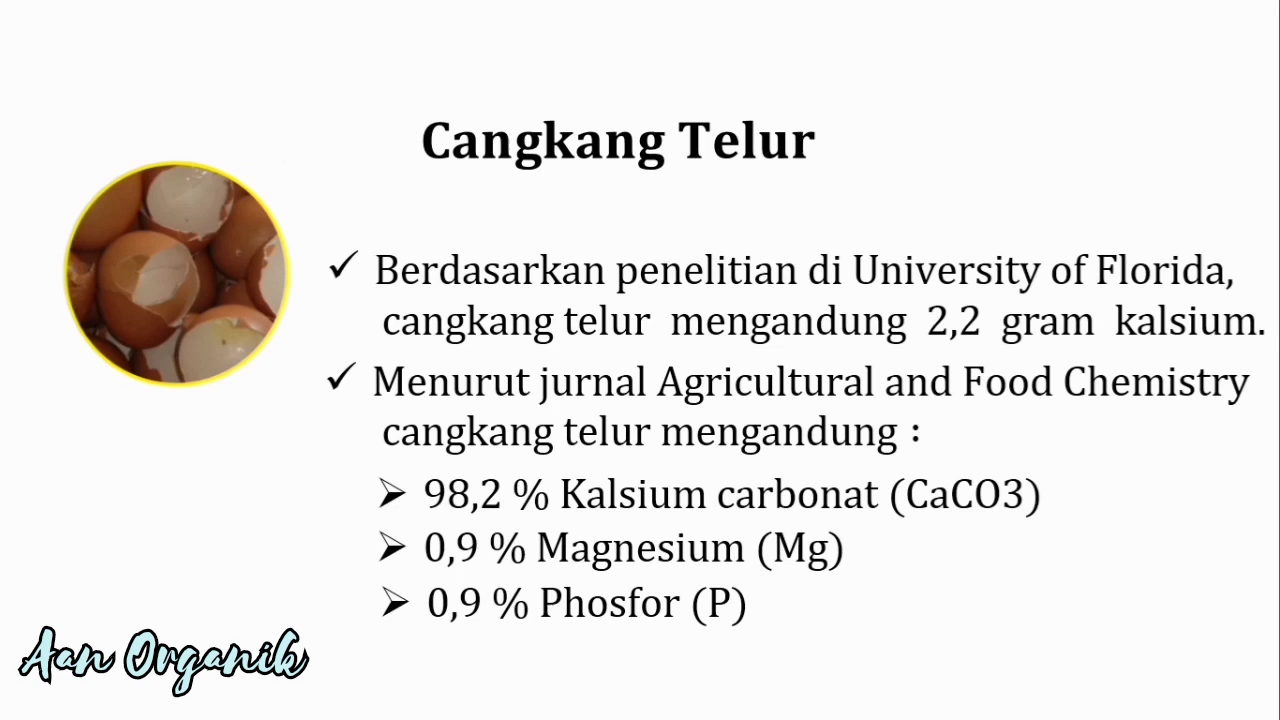 Cangkang Telur
✓ Berdasarkan penelitian di University of Florida,
cangkang telur mengandung 2,2 gram kalsium.
✓ Menurut jurnal Agricultural and Food Chemistry
cangkang telur mengandung :
➢ 98,2 % Kalsium carbonat (CaCO3)
➢ 0,9 % Magnesium (Mg)
➢ 0,9 % Phosfor (P)
Aan Organik